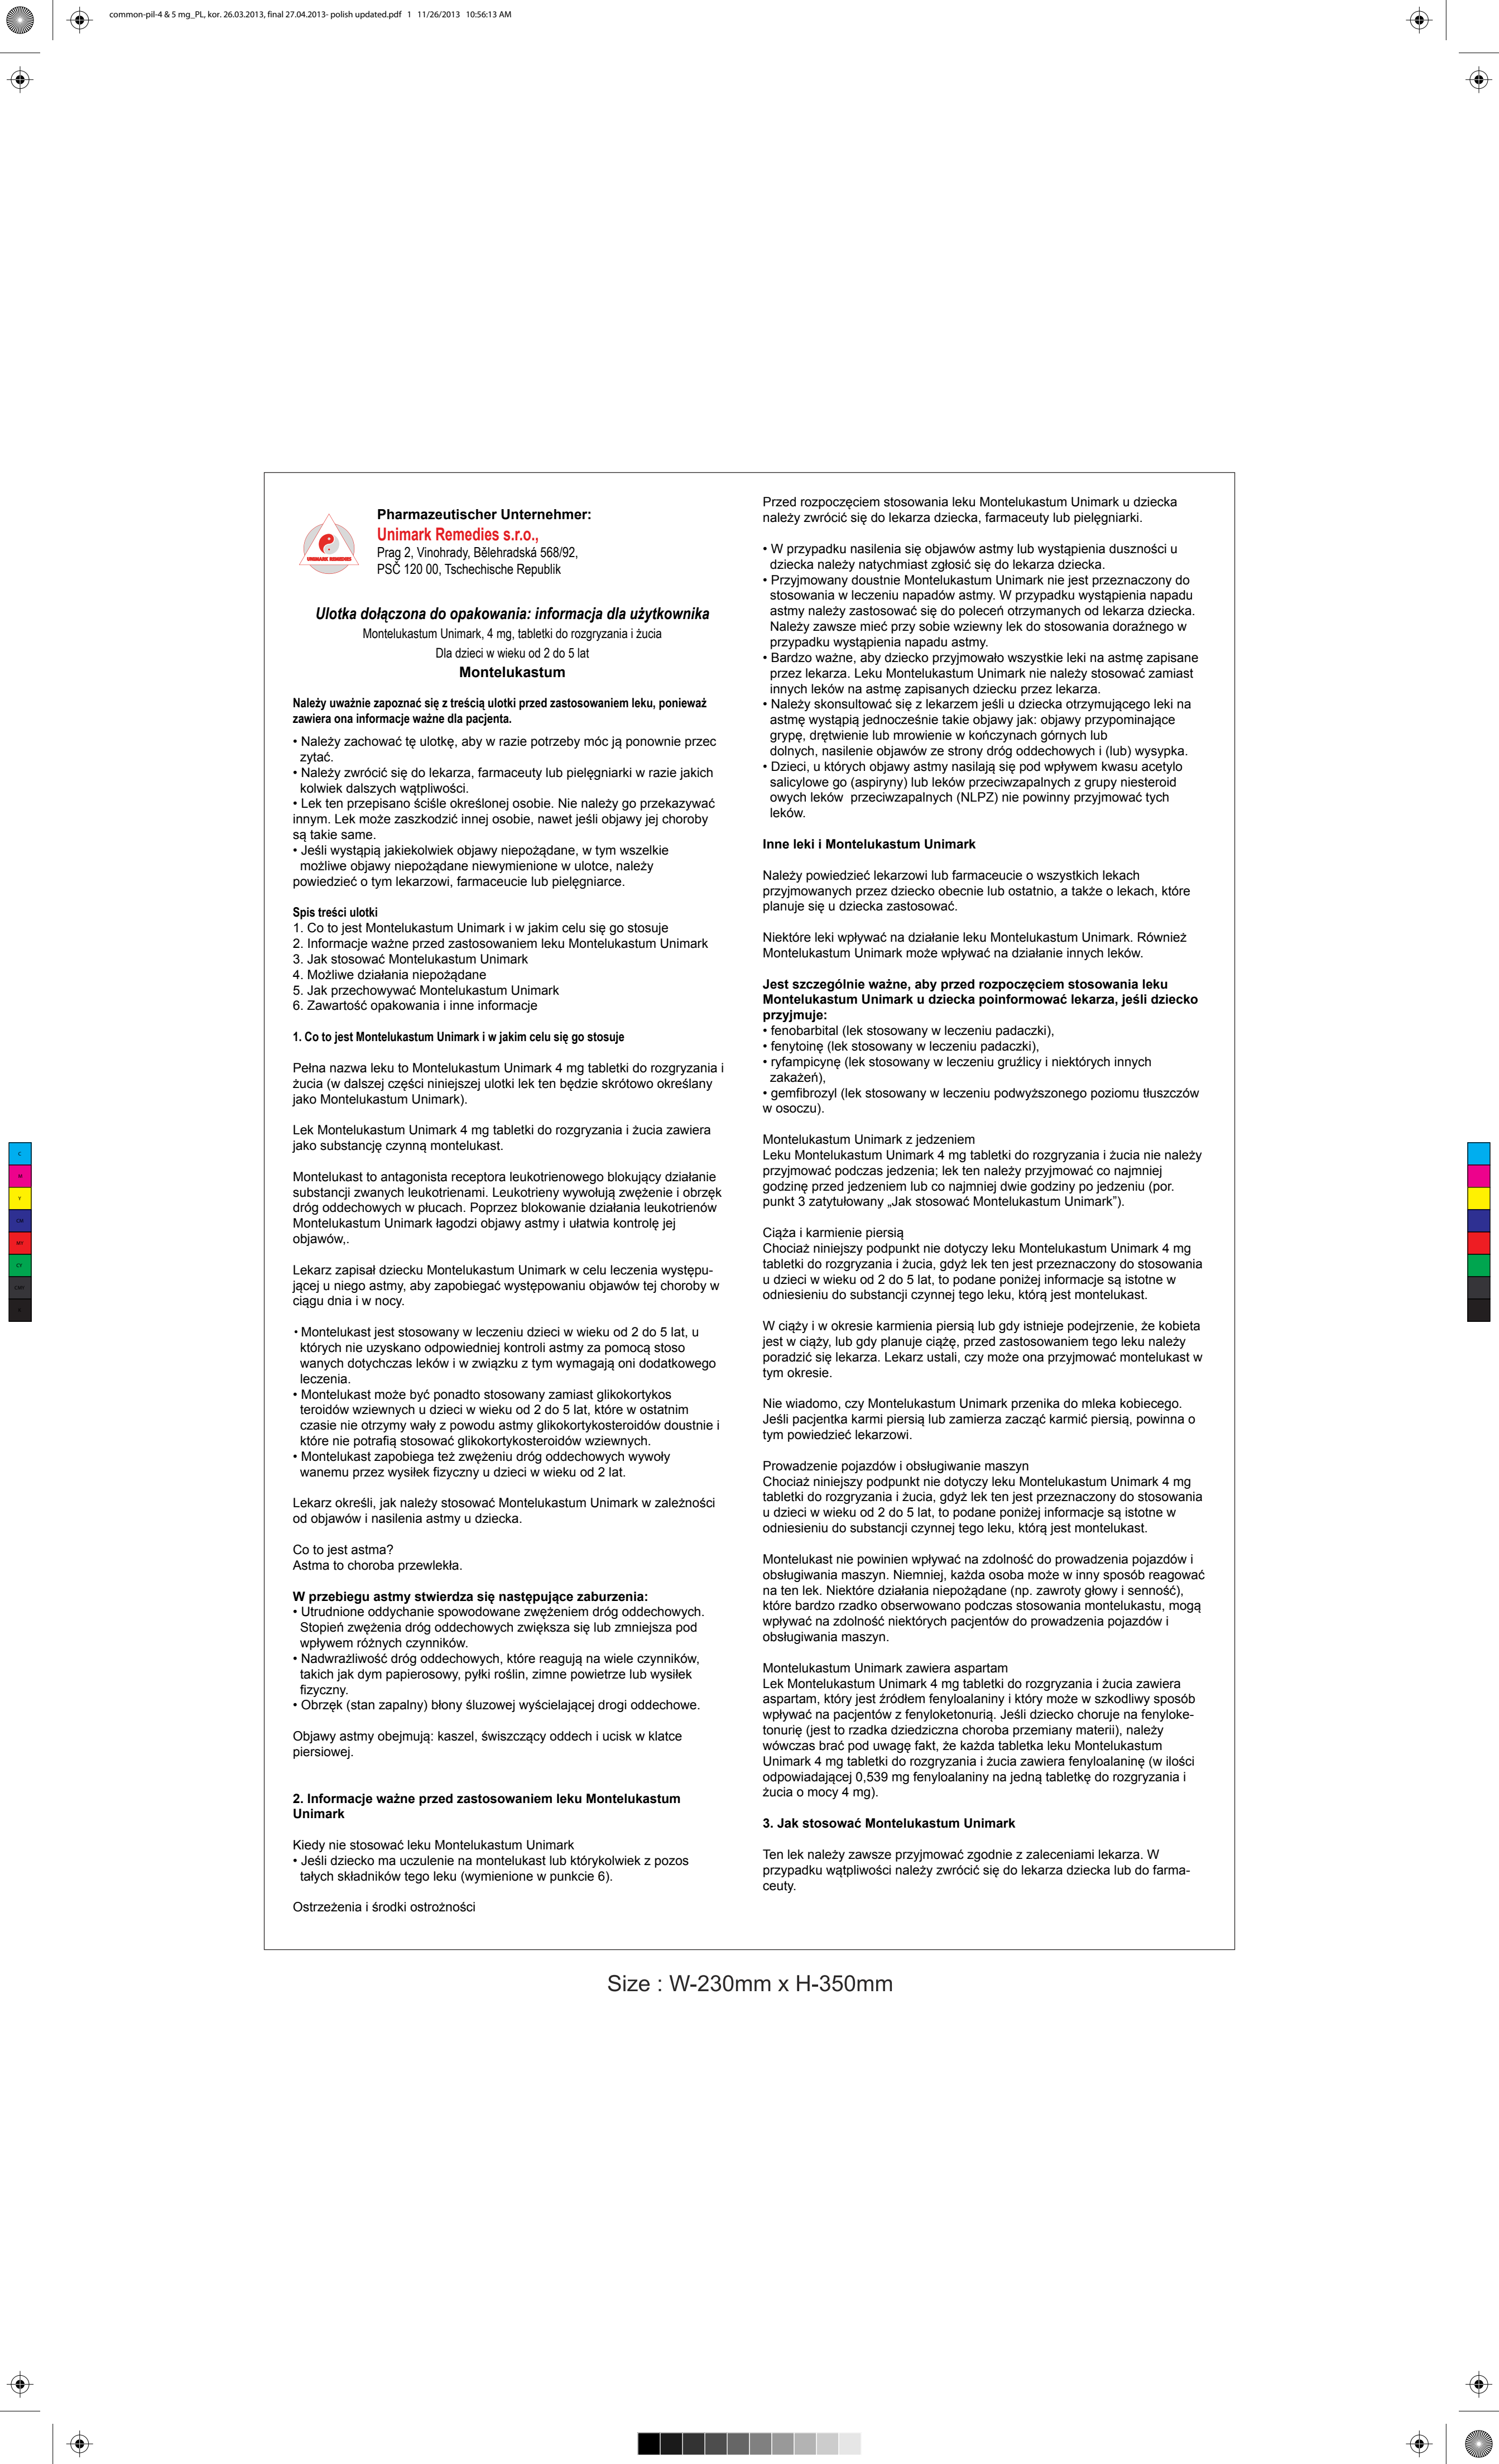 common-pil-4 & 5 mg_PL, kor. 26.03.2013, final 27.04.2013- polish updated.pdf 1 11/26/2013 10:56:13 AM
UNIMARK REMEDIES
Pharmazeutischer Unternehmer:
Unimark Remedies s.r.o.,
Prag 2, Vinohrady, Bělehradská 568/92,
PSČ 120 00, Tschechische Republik
Ulotka dołączona do opakowania: informacja dla użytkownika
Montelukastum Unimark, 4 mg, tabletki do rozgryzania i żucia
Dla dzieci w wieku od 2 do 5 lat
Montelukastum
Należy uważnie zapoznać się z treścią ulotki przed zastosowaniem leku, ponieważ
zawiera ona informacje ważne dla pacjenta.
• Należy zachować tę ulotkę, aby w razie potrzeby móc ją ponownie przec
zytać.
• Należy zwrócić się do lekarza, farmaceuty lub pielęgniarki w razie jakich
kolwiek dalszych wątpliwości.
• Lek ten przepisano ściśle określonej osobie. Nie należy go przekazywać
innym. Lek może zaszkodzić innej osobie, nawet jeśli objawy jej choroby
są takie same.
• Jeśli wystąpią jakiekolwiek objawy niepożądane, w tym wszelkie
możliwe objawy niepożądane niewymienione w ulotce, należy
powiedzieć o tym lekarzowi, farmaceucie lub pielęgniarce.
Spis treści ulotki
1. Co to jest Montelukastum Unimark i w jakim celu się go stosuje
2. Informacje ważne przed zastosowaniem leku Montelukastum Unimark
3. Jak stosować Montelukastum Unimark
4. Możliwe działania niepożądane
5. Jak przechowywać Montelukastum Unimark
6. Zawartość opakowania i inne informacje
1. Co to jest Montelukastum Unimark i w jakim celu się go stosuje
Pełna nazwa leku to Montelukastum Unimark 4 mg tabletki do rozgryzania i
żucia (w dalszej części niniejszej ulotki lek ten będzie skrótowo określany
jako Montelukastum Unimark).
Lek Montelukastum Unimark 4 mg tabletki do rozgryzania i żucia zawiera
jako substancję czynną montelukast.
Montelukast to antagonista receptora leukotrienowego blokujący działanie
substancji zwanych leukotrienami. Leukotrieny wywołują zwężenie i obrzęk
dróg oddechowych w płucach. Poprzez blokowanie działania leukotrienów
Montelukastum Unimark łagodzi objawy astmy i ułatwia kontrolę jej
objawów,.
Lekarz zapisał dziecku Montelukastum Unimark w celu leczenia występu-
jącej u niego astmy, aby zapobiegać występowaniu objawów tej choroby w
ciągu dnia i w nocy.
• Montelukast jest stosowany w leczeniu dzieci w wieku od 2 do 5 lat, u
których nie uzyskano odpowiedniej kontroli astmy za pomocą stoso
wanych dotychczas leków i w związku z tym wymagają oni dodatkowego
leczenia.
• Montelukast może być ponadto stosowany zamiast glikokortykos
teroidów wziewnych u dzieci w wieku od 2 do 5 lat, które w ostatnim
czasie nie otrzymy wały z powodu astmy glikokortykosteroidów doustnie i
które nie potrafią stosować glikokortykosteroidów wziewnych.
• Montelukast zapobiega też zwężeniu dróg oddechowych wywoły
wanemu przez wysiłek fizyczny u dzieci w wieku od 2 lat.
Lekarz określi, jak należy stosować Montelukastum Unimark w zależności
od objawów i nasilenia astmy u dziecka.
Co to jest astma?
Astma to choroba przewlekła.
W przebiegu astmy stwierdza się następujące zaburzenia:
• Utrudnione oddychanie spowodowane zwężeniem dróg oddechowych.
Stopień zwężenia dróg oddechowych zwiększa się lub zmniejsza pod
wpływem różnych czynników.
• Nadwrażliwość dróg oddechowych, które reagują na wiele czynników,
takich jak dym papierosowy, pyłki roślin, zimne powietrze lub wysiłek
fizyczny.
• Obrzęk (stan zapalny) błony śluzowej wyścielającej drogi oddechowe.
Objawy astmy obejmują: kaszel, świszczący oddech i ucisk w klatce
piersiowej.
2. Informacje ważne przed zastosowaniem leku Montelukastum
Unimark
Kiedy nie stosować leku Montelukastum Unimark
• Jeśli dziecko ma uczulenie na montelukast lub którykolwiek z pozos
tałych składników tego leku (wymienione w punkcie 6).
Ostrzeżenia i środki ostrożności
Przed rozpoczęciem stosowania leku Montelukastum Unimark u dziecka
należy zwrócić się do lekarza dziecka, farmaceuty lub pielęgniarki.
• W przypadku nasilenia się objawów astmy lub wystąpienia duszności u
dziecka należy natychmiast zgłosić się do lekarza dziecka.
• Przyjmowany doustnie Montelukastum Unimark nie jest przeznaczony do
stosowania w leczeniu napadów astmy. W przypadku wystąpienia napadu
astmy należy zastosować się do poleceń otrzymanych od lekarza dziecka.
Należy zawsze mieć przy sobie wziewny lek do stosowania doraźnego w
przypadku wystąpienia napadu astmy.
• Bardzo ważne, aby dziecko przyjmowało wszystkie leki na astmę zapisane
przez lekarza. Leku Montelukastum Unimark nie należy stosować zamiast
innych leków na astmę zapisanych dziecku przez lekarza.
• Należy skonsultować się z lekarzem jeśli u dziecka otrzymującego leki na
astmę wystąpią jednocześnie takie objawy jak: objawy przypominające
grypę, drętwienie lub mrowienie w kończynach górnych lub
dolnych, nasilenie objawów ze strony dróg oddechowych i (lub) wysypka.
• Dzieci, u których objawy astmy nasilają się pod wpływem kwasu acetylo
salicylowe go (aspiryny) lub leków przeciwzapalnych z grupy niesteroid
owych leków przeciwzapalnych (NLPZ) nie powinny przyjmować tych
leków.
Inne leki i Montelukastum Unimark
Należy powiedzieć lekarzowi lub farmaceucie o wszystkich lekach
przyjmowanych przez dziecko obecnie lub ostatnio, a także o lekach, które
planuje się u dziecka zastosować.
Niektóre leki wpływać na działanie leku Montelukastum Unimark. Również
Montelukastum Unimark może wpływać na działanie innych leków.
Jest szczególnie ważne, aby przed rozpoczęciem stosowania leku
Montelukastum Unimark u dziecka poinformować lekarza, jeśli dziecko
przyjmuje:
• fenobarbital (lek stosowany w leczeniu padaczki),
• fenytoinę (lek stosowany w leczeniu padaczki),
• ryfampicynę (lek stosowany w leczeniu gruźlicy i niektórych innych
zakażeń),
• gemfibrozyl (lek stosowany w leczeniu podwyższonego poziomu tłuszczów
w osoczu).
Montelukastum Unimark z jedzeniem
Leku Montelukastum Unimark 4 mg tabletki do rozgryzania i żucia nie należy
przyjmować podczas jedzenia; lek ten należy przyjmować co najmniej
godzinę przed jedzeniem lub co najmniej dwie godziny po jedzeniu (por.
punkt 3 zatytułowany „Jak stosować Montelukastum Unimark”).
Ciąża i karmienie piersią
Chociaż niniejszy podpunkt nie dotyczy leku Montelukastum Unimark 4 mg
tabletki do rozgryzania i żucia, gdyż lek ten jest przeznaczony do stosowania
u dzieci w wieku od 2 do 5 lat, to podane poniżej informacje są istotne w
odniesieniu do substancji czynnej tego leku, którą jest montelukast.
W ciąży i w okresie karmienia piersią lub gdy istnieje podejrzenie, że kobieta
jest w ciąży, lub gdy planuje ciążę, przed zastosowaniem tego leku należy
poradzić się lekarza. Lekarz ustali, czy może ona przyjmować montelukast w
tym okresie.
Nie wiadomo, czy Montelukastum Unimark przenika do mleka kobiecego.
Jeśli pacjentka karmi piersią lub zamierza zacząć karmić piersią, powinna o
tym powiedzieć lekarzowi.
Prowadzenie pojazdów i obsługiwanie maszyn
Chociaż niniejszy podpunkt nie dotyczy leku Montelukastum Unimark 4 mg
tabletki do rozgryzania i żucia, gdyż lek ten jest przeznaczony do stosowania
u dzieci w wieku od 2 do 5 lat, to podane poniżej informacje są istotne w
odniesieniu do substancji czynnej tego leku, którą jest montelukast.
Montelukast nie powinien wpływać na zdolność do prowadzenia pojazdów i
obsługiwania maszyn. Niemniej, każda osoba może w inny sposób reagować
na ten lek. Niektóre działania niepożądane (np. zawroty głowy i senność),
które bardzo rzadko obserwowano podczas stosowania montelukastu, mogą
wpływać na zdolność niektórych pacjentów do prowadzenia pojazdów i
obsługiwania maszyn.
Montelukastum Unimark zawiera aspartam
Lek Montelukastum Unimark 4 mg tabletki do rozgryzania i żucia zawiera
aspartam, który jest źródłem fenyloalaniny i który może w szkodliwy sposób
wpływać na pacjentów z fenyloketonurią. Jeśli dziecko choruje na fenyloke-
tonurię (jest to rzadka dziedziczna choroba przemiany materii), należy
wówczas brać pod uwagę fakt, że każda tabletka leku Montelukastum
Unimark 4 mg tabletki do rozgryzania i żucia zawiera fenyloalaninę (w ilości
odpowiadającej 0,539 mg fenyloalaniny na jedną tabletkę do rozgryzania i
żucia o mocy 4 mg).
3. Jak stosować Montelukastum Unimark
Ten lek należy zawsze przyjmować zgodnie z zaleceniami lekarza. W
przypadku wątpliwości należy zwrócić się do lekarza dziecka lub do farma-
ceuty.
C
M
Y
CM
MY
CY
CMY
K
Size : W-230mm x H-350mm